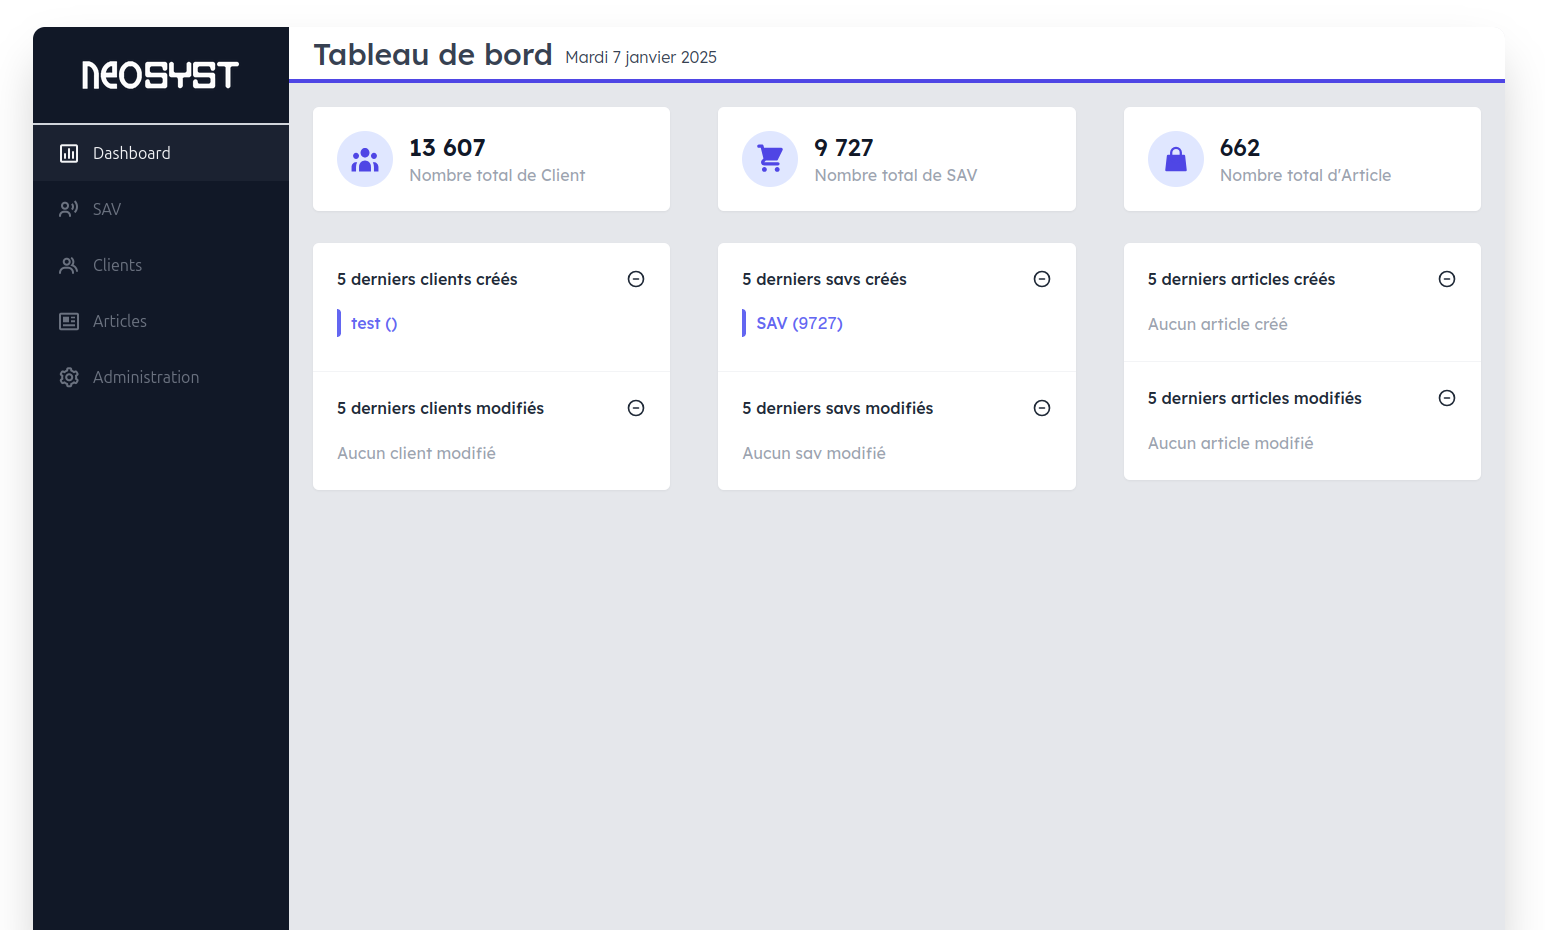 NEOSYST
Tableau de bord Mardi 7 janvier 2025
Dashboard
SAV
Clients
Articles
Administration
13 607
Nombre total de Client
9 727
Nombre total de SAV
662
Nombre total d'Article
5 derniers clients créés
test ()
5 derniers clients modifiés
Aucun client modifié
5 derniers savs créés
SAV (9727)
5 derniers savs modifiés
Aucun sav modifié
5 derniers articles créés
Aucun article créé
5 derniers articles modifiés
Aucun article modifié